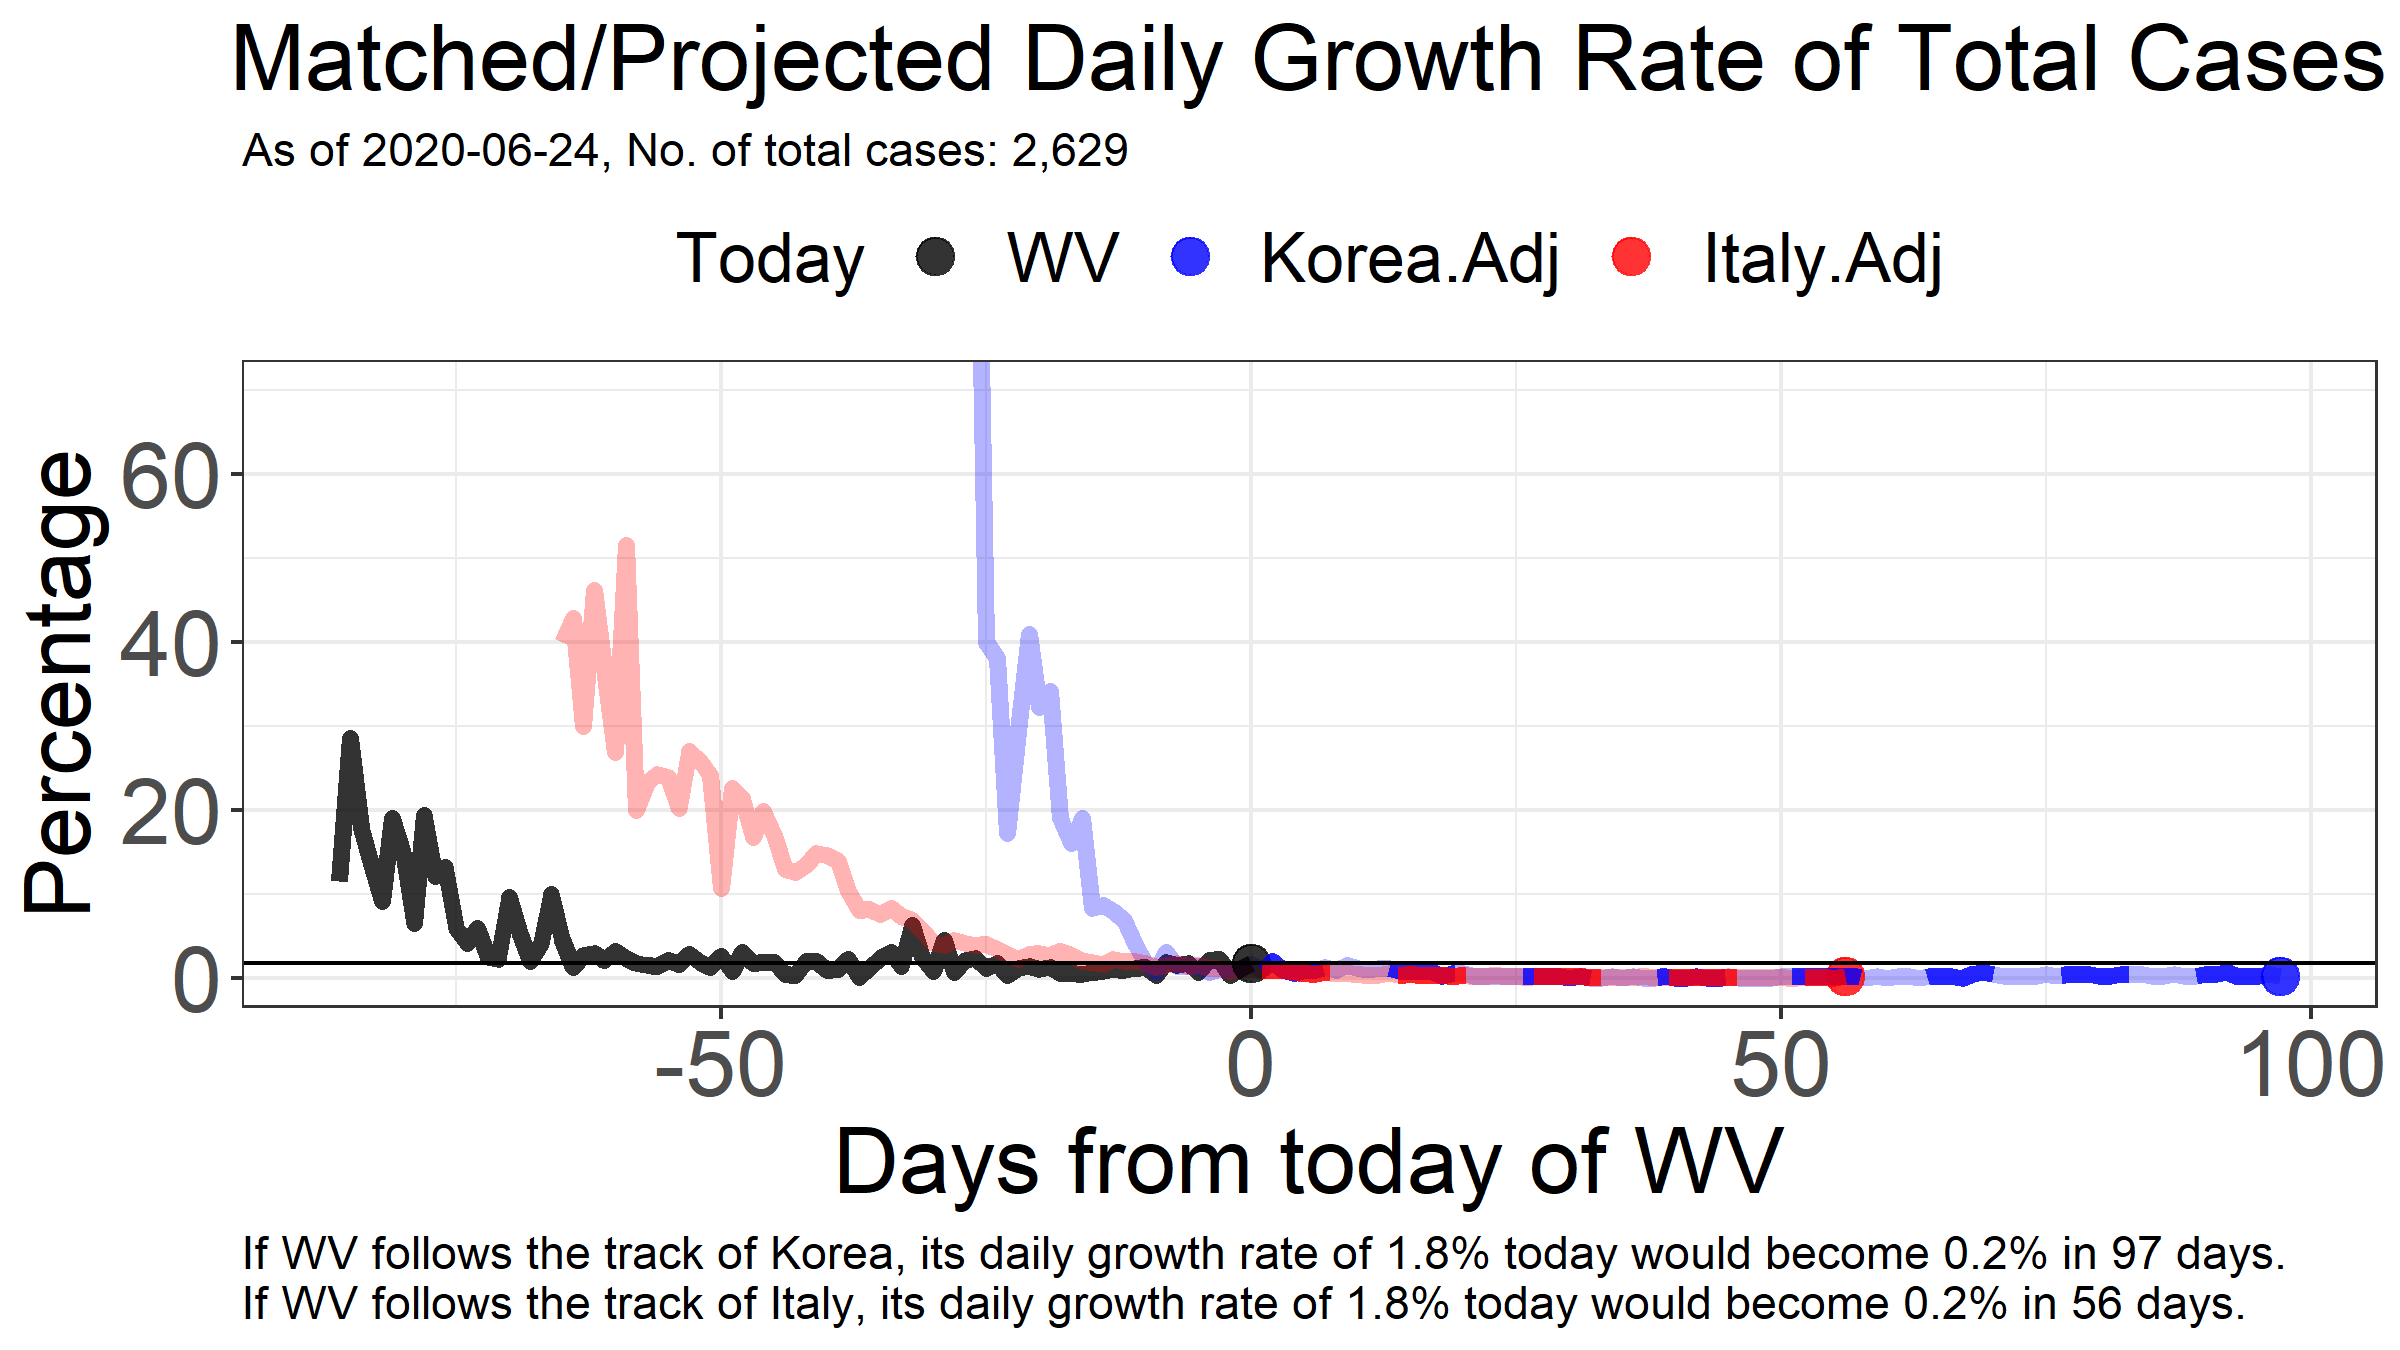 Matched/Projected Daily Growth Rate of Total Cases
As of 2020-06-24, No. of total cases: 2,629
Today WV Korea.Adj Italy.Adj
Percentage
60
40
20
0
-50 0 50 100
Days from today of WV
If WV follows the track of Korea, its daily growth rate of 1.8% today would become 0.2% in 97 days.
If WV follows the track of Italy, its daily growth rate of 1.8% today would become 0.2% in 56 days.